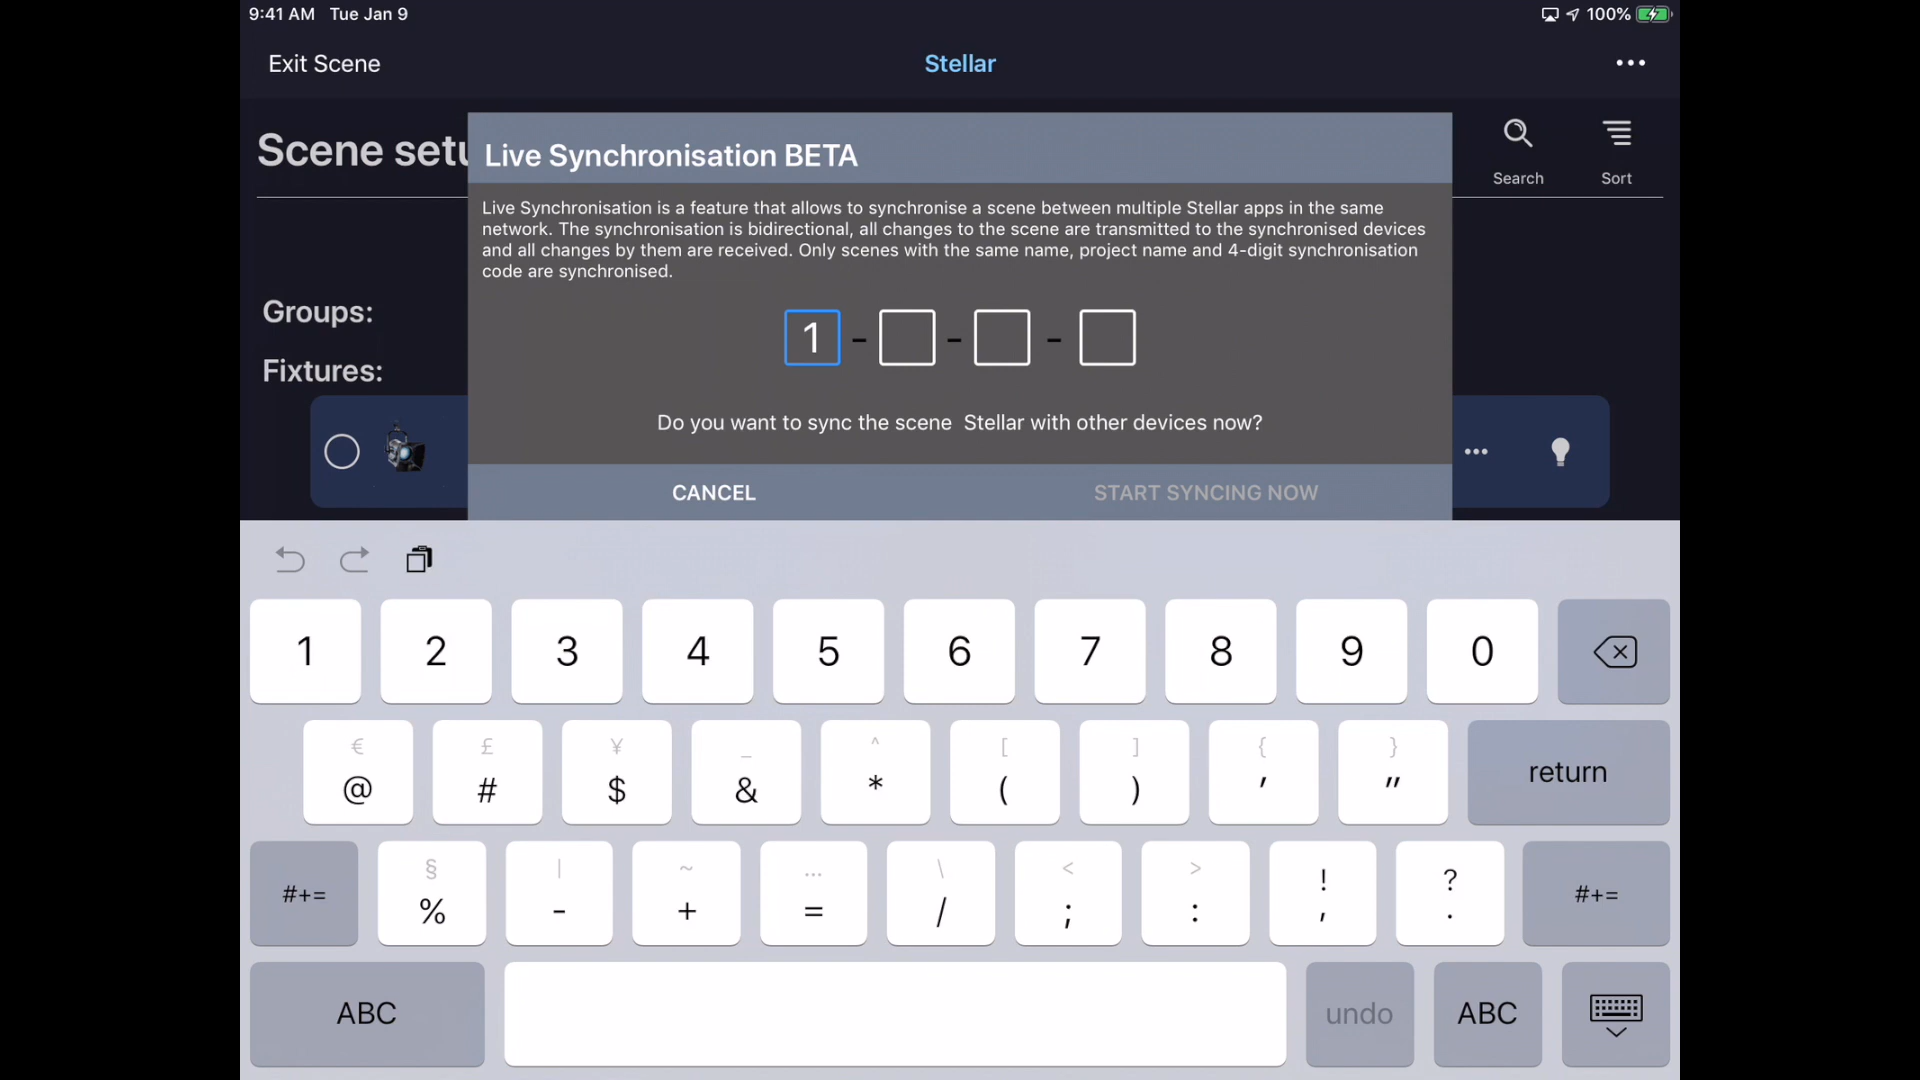 9:41 AM Tue Jan 9
100%
Exit Scene
Stellar
Scene setu
Live Synchronisation BETA
Search
Sort
Live Synchronisation is a feature that allows to synchronise a scene between multiple Stellar apps in the same
network. The synchronisation is bidirectional, all changes to the scene are transmitted to the synchronised devices
and all changes by them are received. Only scenes with the same name, project name and 4-digit synchronisation
code are synchronised.
Groups:
1 - - -
Fixtures:
Do you want to sync the scene Stellar with other devices now?
CANCEL
START SYNCING NOW
1 2 3 4 5 6 7 8 9 0
€ £ ¥ _ ^ [ ] { }
@ # $ & * ( ) ' "
return
§ | ~ … \ < > ! ?
#+= % - + = / ; : , . #+=
ABC
undo
ABC